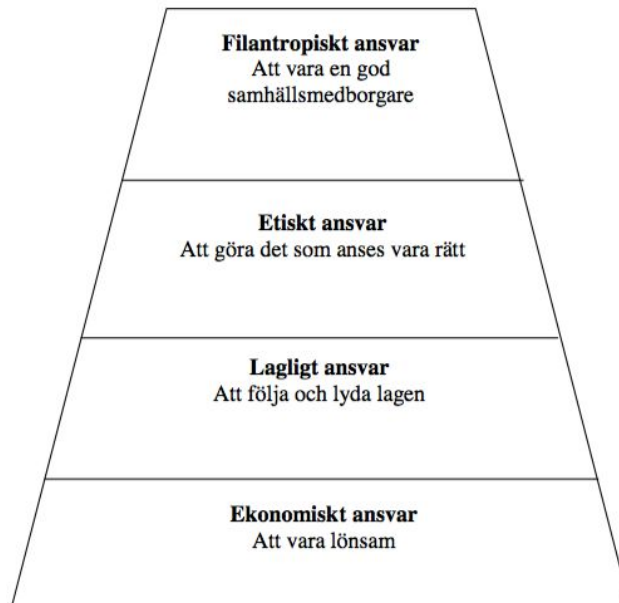 Filantropiskt ansvar
Att vara en god
samhällsmedborgare
Etiskt ansvar
Att göra det som anses vara rätt
Lagligt ansvar
Att följa och lyda lagen
Ekonomiskt ansvar
Att vara lönsam